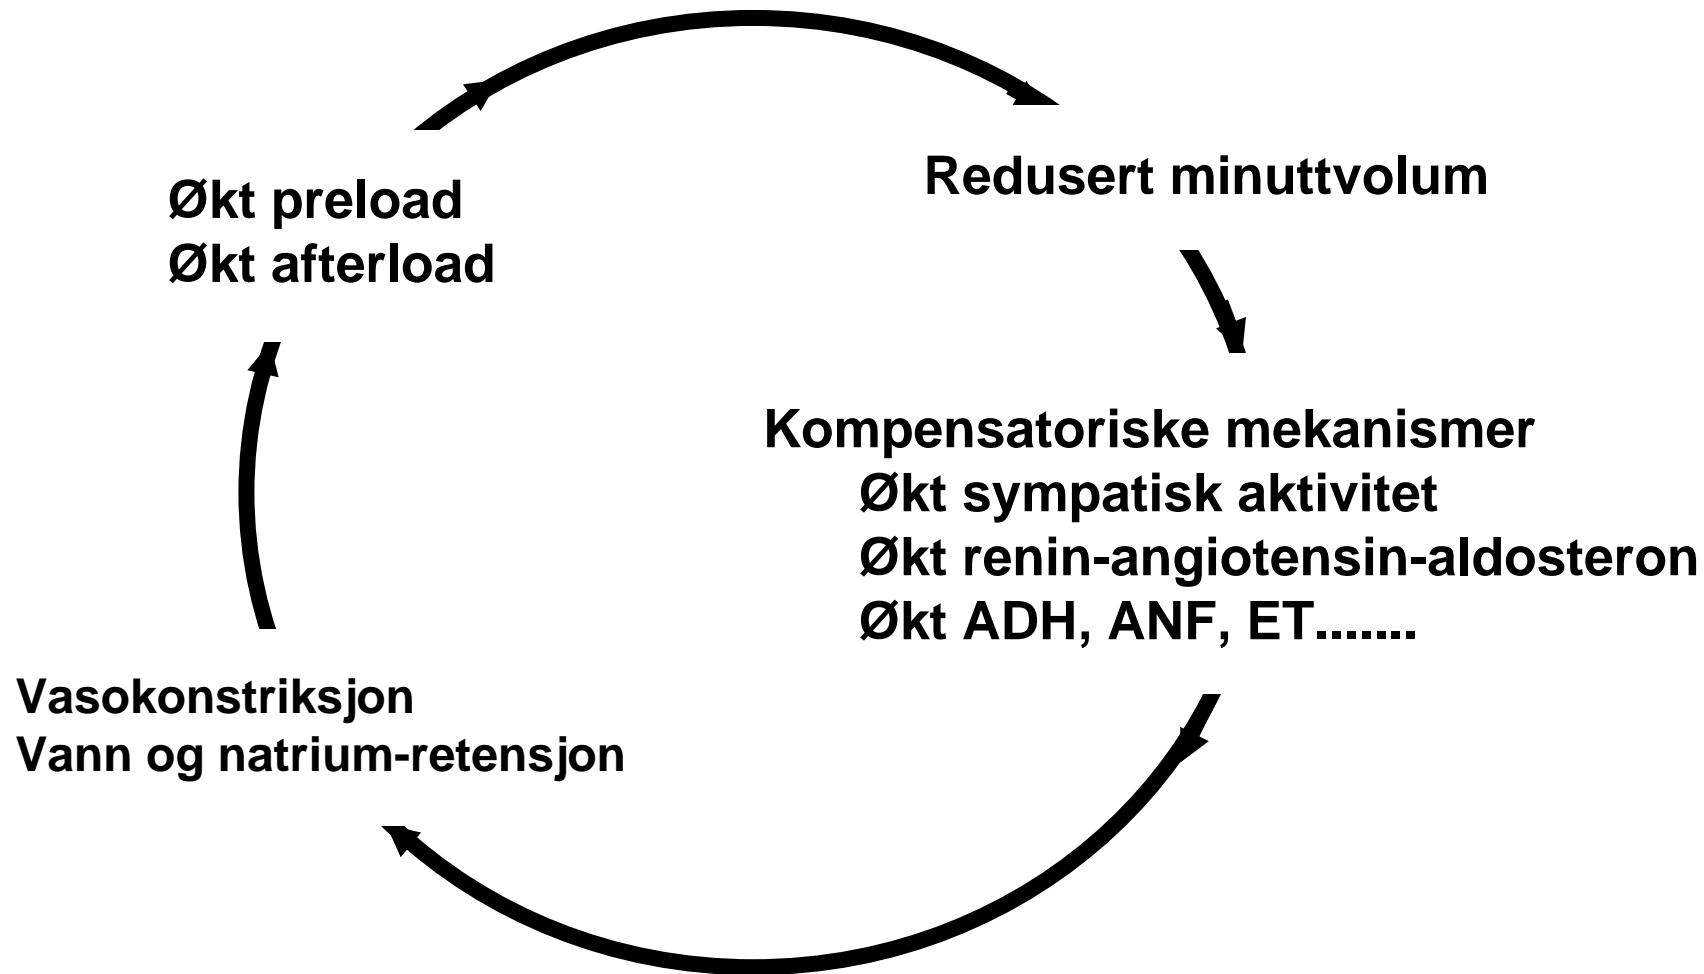 Økt preload
Økt afterload
Redusert minuttvolum
Kompensatoriske mekanismer
Økt sympatisk aktivitet
Økt renin-angiotensin-aldosteron
Økt ADH, ANF, ET.......
Vasokonstriksjon
Vann og natrium-retensjon